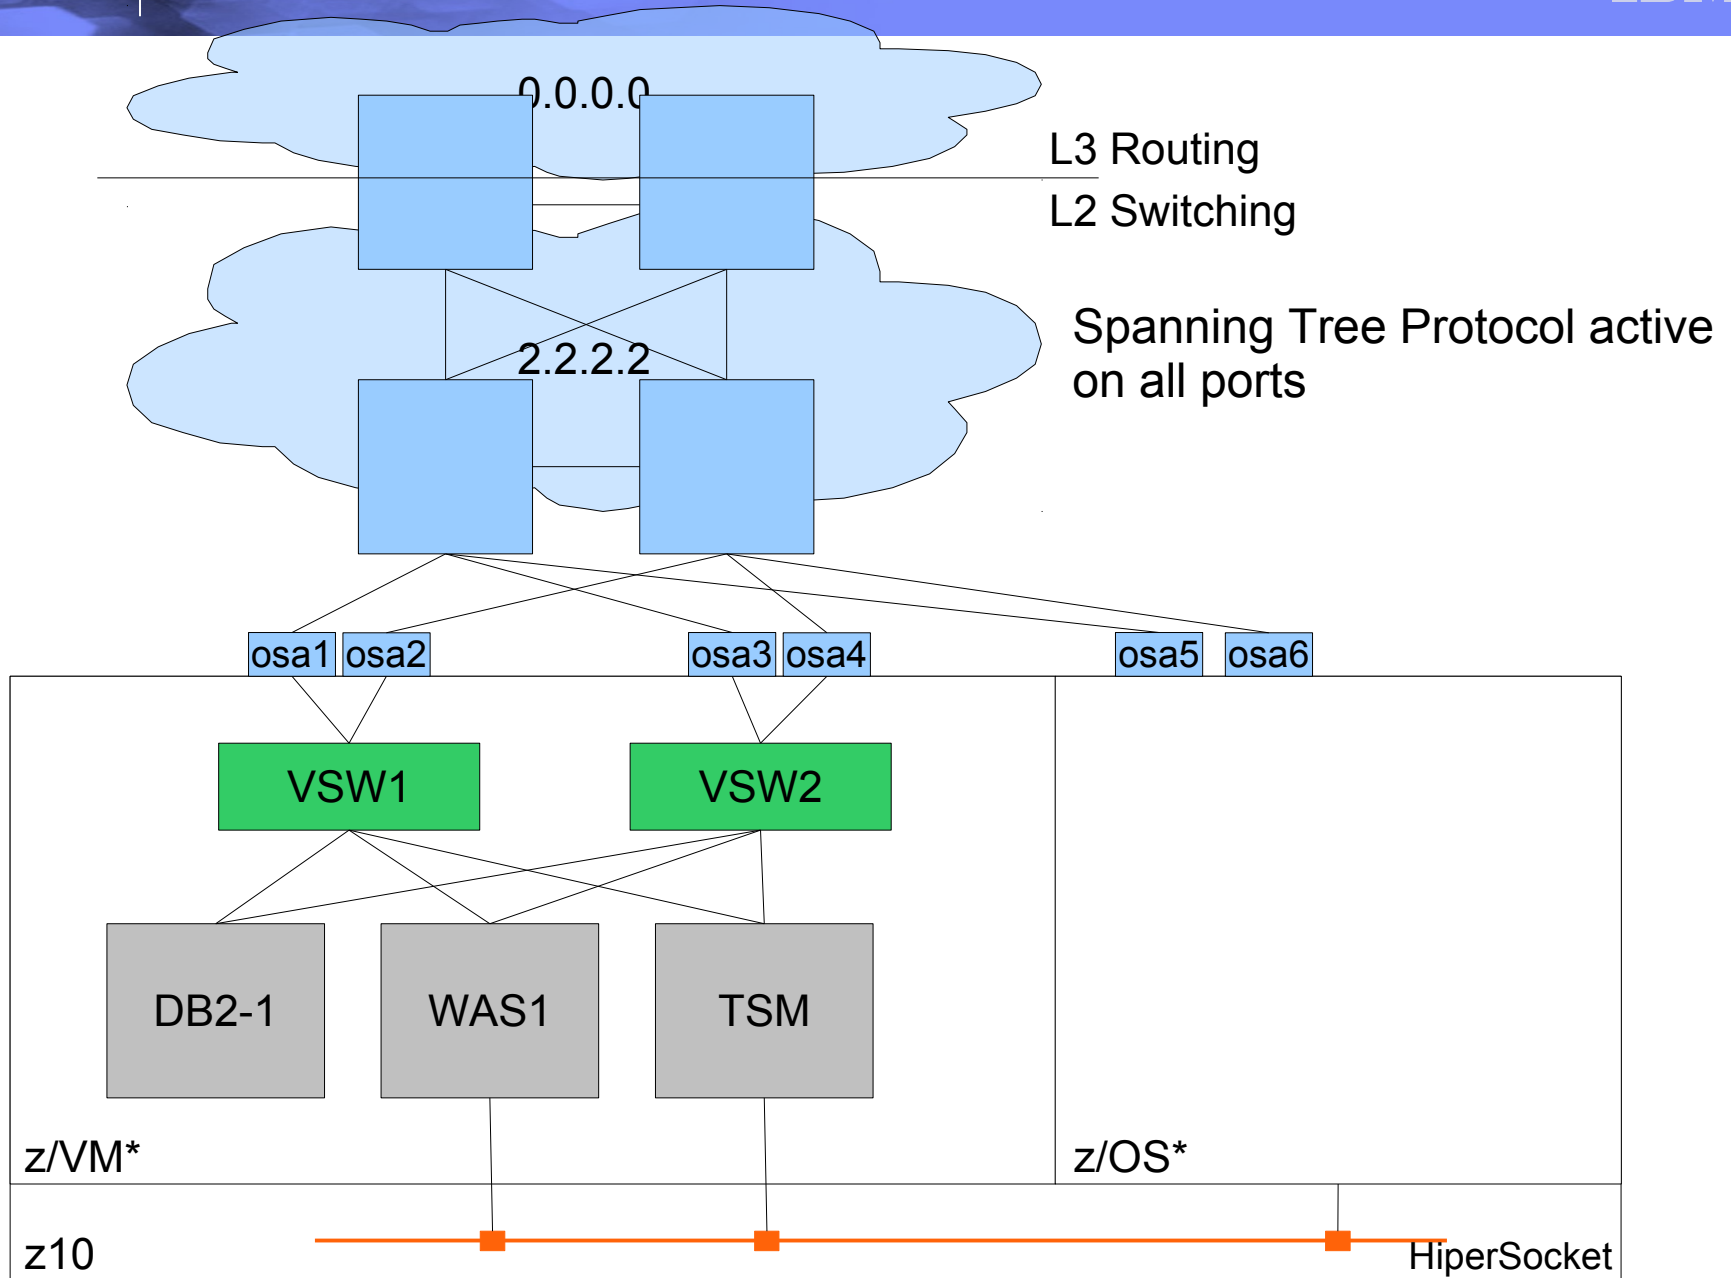 0.0.0.0
L3 Routing
L2 Switching
Spanning Tree Protocol active
on all ports
2.2.2.2
osa1 osa2 osa3 osa4 osa5 osa6
VSW1 VSW2
DB2-1 WAS1 TSM
z/VM* z/OS*
z10 HiperSocket